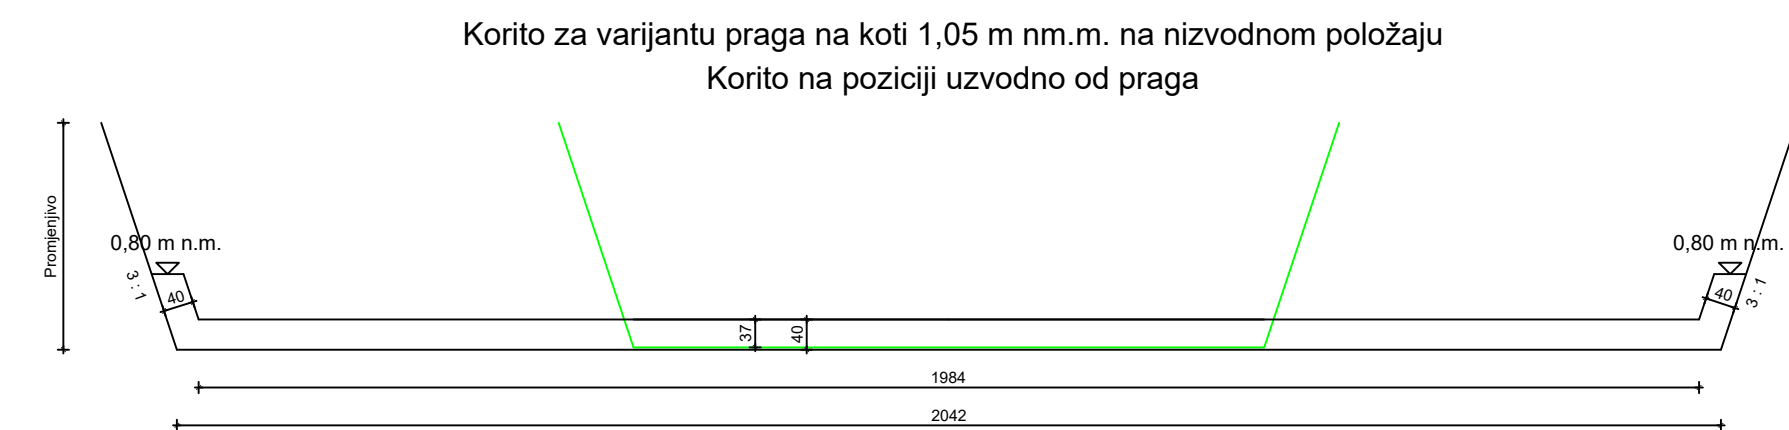 Korito za varijantu praga na koti 1,05 m nm.m. na nizvodnom položaju
Korito na poziciji uzvodno od praga
Promjenjivo
0,80 m n.m.
3 : 1
40
37
40
0,80 m n.m.
40
3 : 1
1984
2042